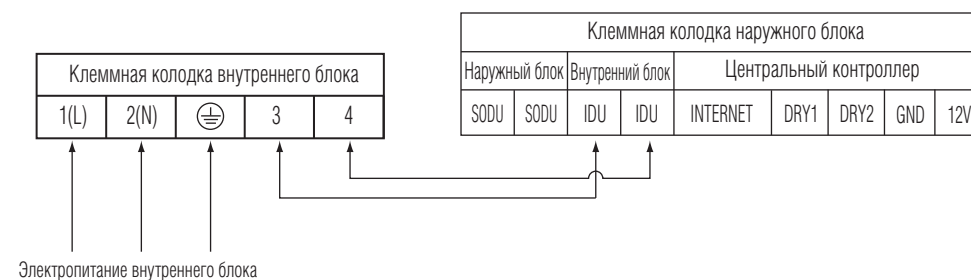 Клеммная колодка внутреннего блока
1(L) 2(N) 3 4
Клеммная колодка наружного блока
Наружный блок Внутренний блок Центральный контроллер
SODU SODU IDU IDU INTERNET DRY1 DRY2 GND 12V
Электропитание внутреннего блока